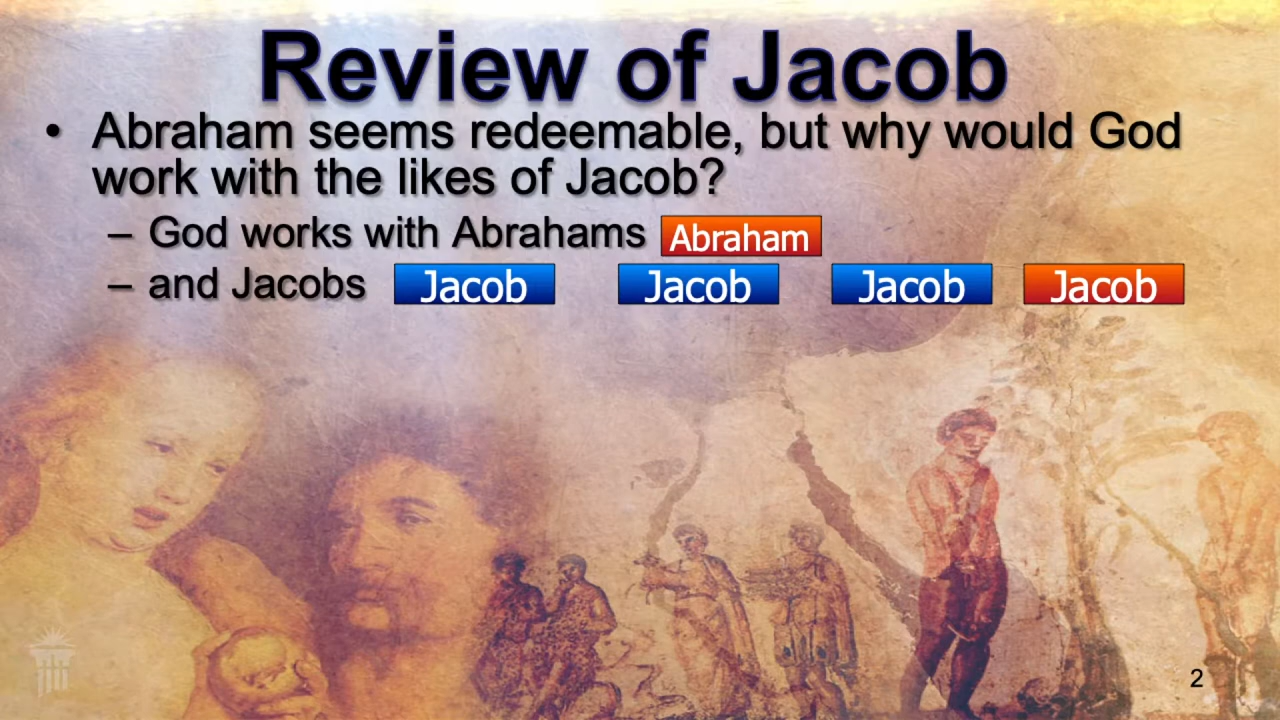 Review of Jacob
• Abraham seems redeemable, but why would God
work with the likes of Jacob?
– God works with Abrahams Abraham
– and Jacobs Jacob Jacob Jacob Jacob
2